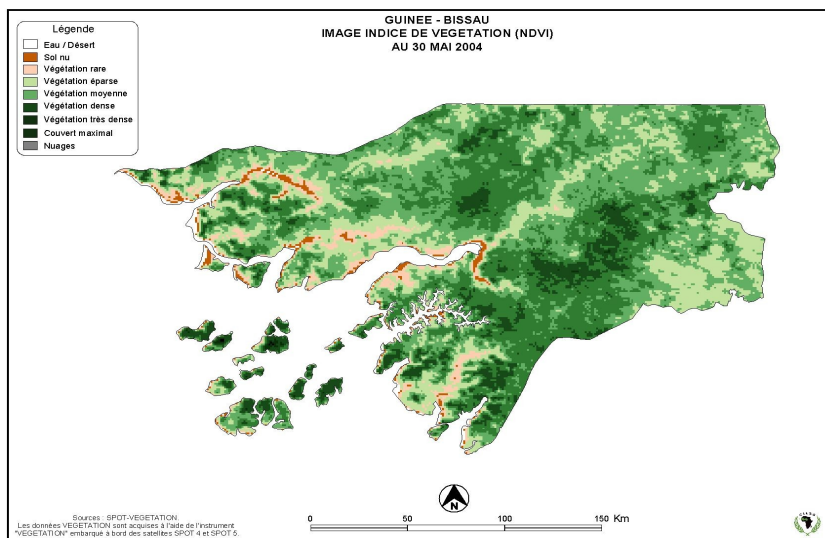 GUINEE - BISSAU
IMAGE INDICE DE VEGETATION (NDVI)
AU 30 MAI 2004
Légende
Eau / Désert
Sol nu
Végétation rare
Végétation éparse
Végétation moyenne
Végétation dense
Végétation très dense
Couvert maximal
Nuages
N
0 50 100 150 Km
Sources : SPOT-VEGETATION.
Les données VEGETATION sont acquises à l'aide de l'instrument
"VEGETATION" embarqué à bord des satellites SPOT 4 et SPOT 5.
CILSS